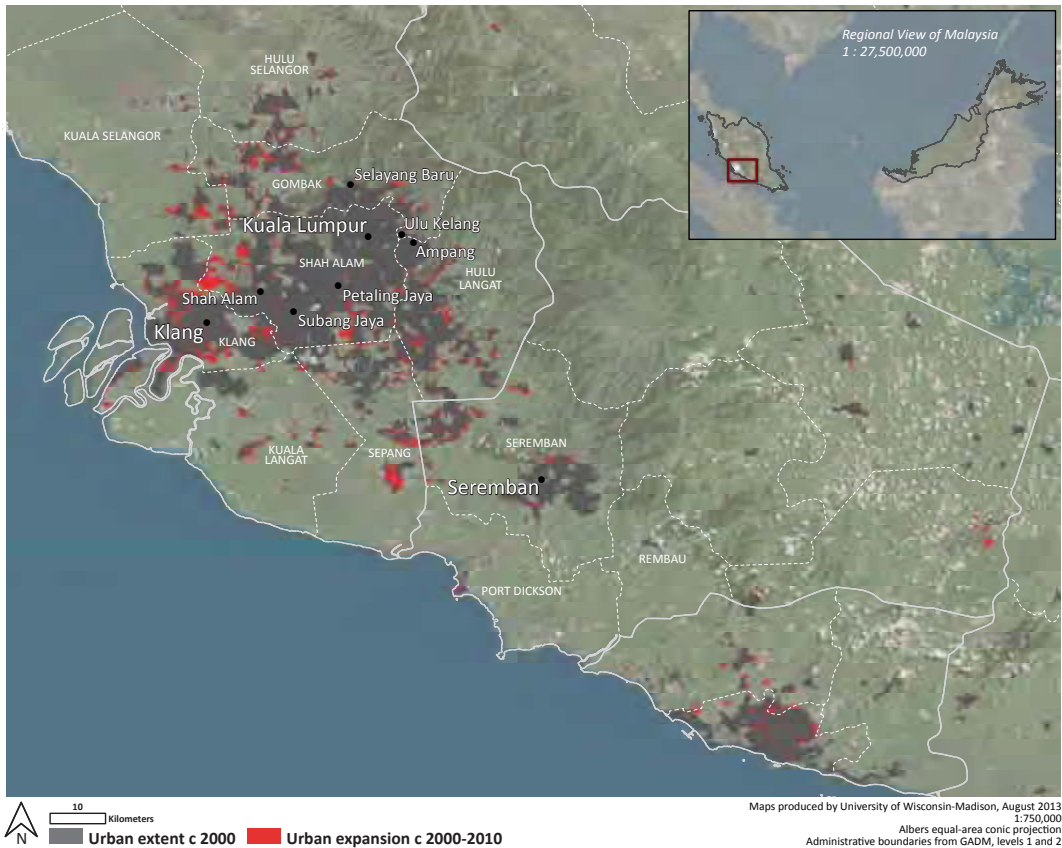 Regional View of Malaysia
1 : 27,500,000
HULU
SELANGOR
KUALA SELANGOR
Selayang Baru
GOMBAK
Kuala Lumpur
Ulu Kelang
Ampang
SHAH ALAM
HULU
LANGAT
Shah Alam
Petaling Jaya
Subang Jaya
Klang
KLANG
SEREMBAN
KUALA
LANGAT
SEPANG
Seremban
REMBAU
PORT DICKSON
10
Kilometers
N
Urban extent c 2000
Urban expansion c 2000-2010
Maps produced by University of Wisconsin-Madison, August 2013
1:750,000
Albers equal-area conic projection
Administrative boundaries from GADM, levels 1 and 2